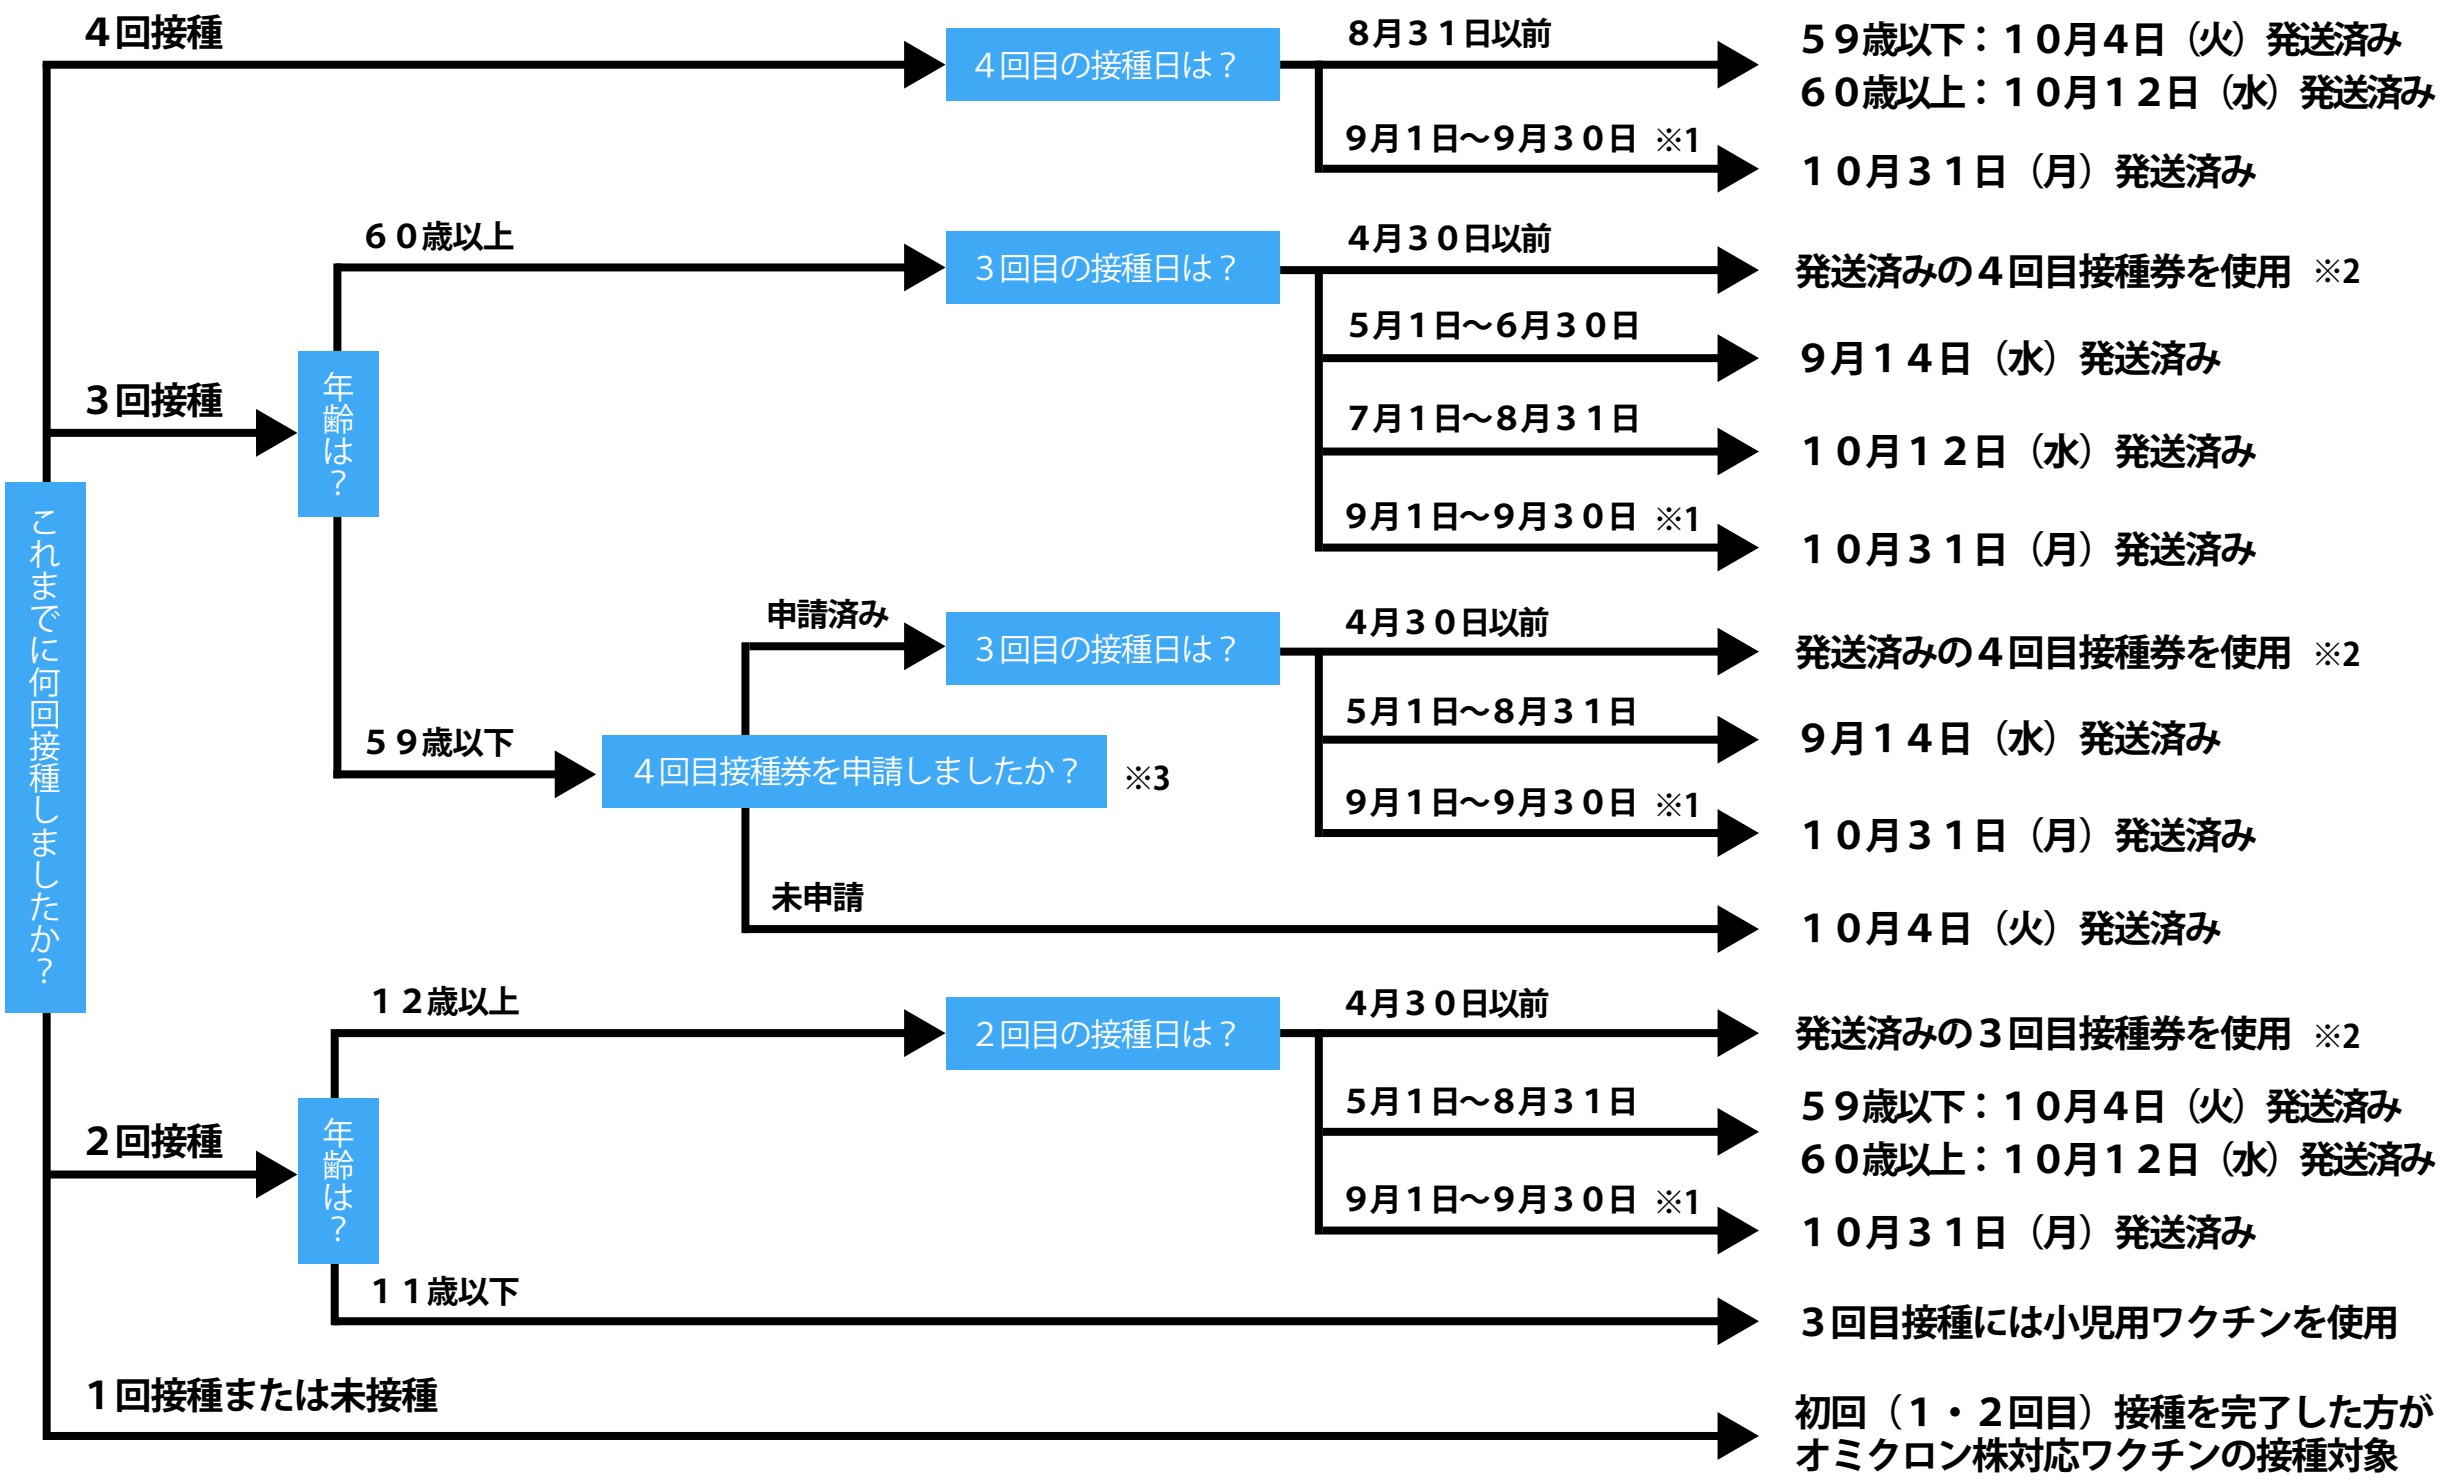 これまでに何回接種しましたか？
４回接種
４回目の接種日は？
８月３１日以前
５９歳以下：１０月４日（火）発送済み
６０歳以上：１０月１２日（水）発送済み
９月１日～９月３０日 ※1
１０月３１日（月）発送済み
３回接種
年齢は？
６０歳以上
３回目の接種日は？
４月３０日以前
発送済みの４回目接種券を使用 ※2
５月１日～６月３０日
９月１４日（水）発送済み
７月１日～８月３１日
１０月１２日（水）発送済み
９月１日～９月３０日 ※1
１０月３１日（月）発送済み
５９歳以下
４回目接種券を申請しましたか？ ※3
申請済み
３回目の接種日は？
４月３０日以前
発送済みの４回目接種券を使用 ※2
５月１日～８月３１日
９月１４日（水）発送済み
９月１日～９月３０日 ※1
１０月３１日（月）発送済み
未申請
１０月４日（火）発送済み
２回接種
年齢は？
１２歳以上
２回目の接種日は？
４月３０日以前
発送済みの３回目接種券を使用 ※2
５月１日～８月３１日
５９歳以下：１０月４日（火）発送済み
６０歳以上：１０月１２日（水）発送済み
９月１日～９月３０日 ※1
１０月３１日（月）発送済み
１１歳以下
３回目接種には小児用ワクチンを使用
１回接種または未接種
初回（１・２回目）接種を完了した方が
オミクロン株対応ワクチンの接種対象